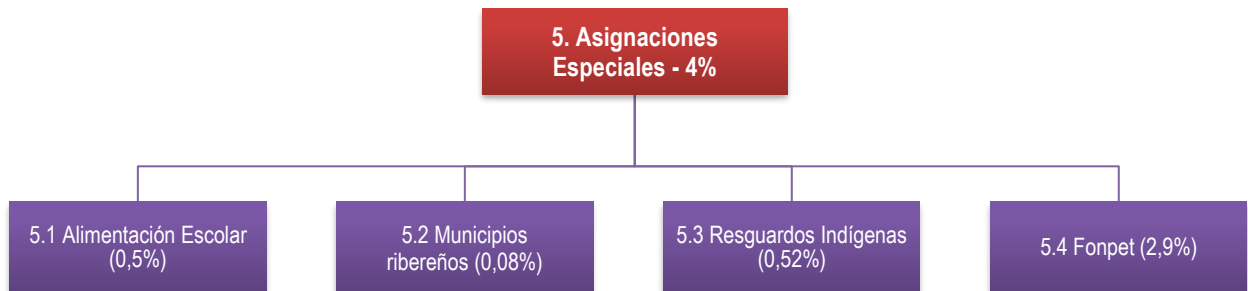 5. Asignaciones
Especiales - 4%
5.1 Alimentación Escolar
(0,5%)
5.2 Municipios
ribereños (0,08%)
5.3 Resguardos Indígenas
(0,52%)
5.4 Fonpet (2,9%)